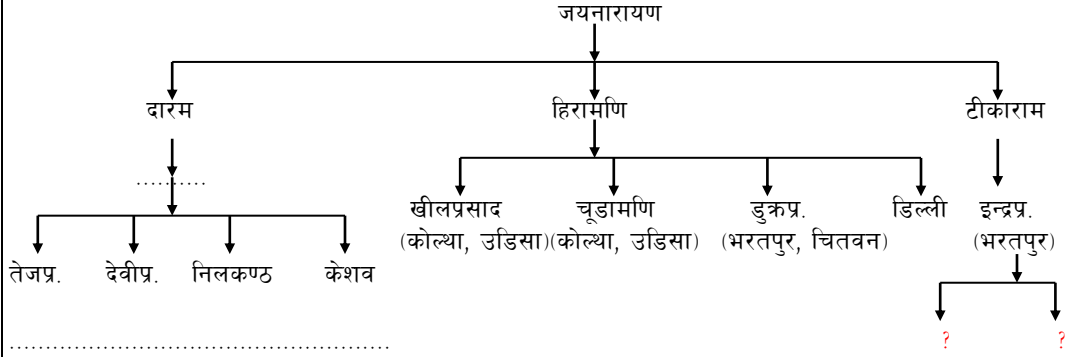 जयनारायण
दारम हिरामणि टीकाराम
..........
खीलप्रसाद चूडामणि डुक्रप्र. डिल्ली इन्द्रप्र.
(कोल्था, उडिसा)(कोल्था, उडिसा) (भरतपुर, चितवन) (भरतपुर)
तेजप्र. देवीप्र. निलकण्ठ केशव
? ?
..................................................